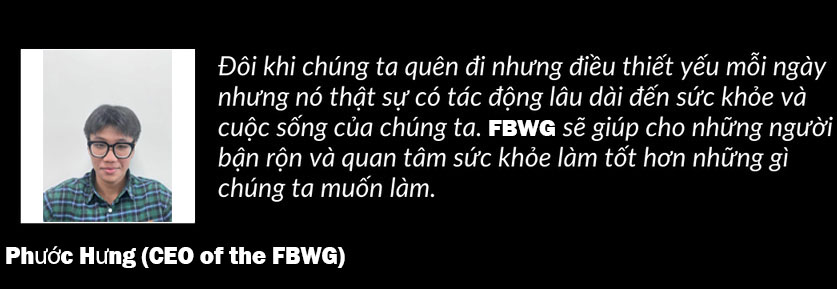 Đôi khi chúng ta quên đi nhưng điều thiết yếu mỗi ngày
nhưng nó thật sự có tác động lâu dài đến sức khỏe và
cuộc sống của chúng ta. FBWG sẽ giúp cho những người
bận rộn và quan tâm sức khỏe làm tốt hơn những gì
chúng ta muốn làm.
Phước Hưng (CEO of the FBWG)